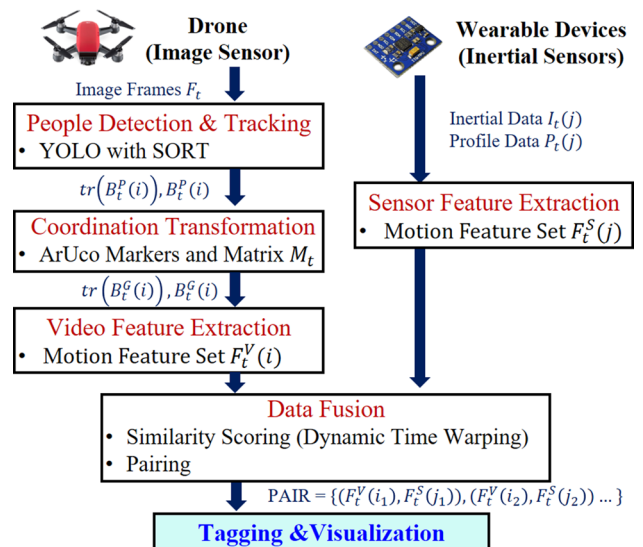 Drone
(Image Sensor)
Wearable Devices
(Inertial Sensors)
Image Frames F_t
People Detection & Tracking
• YOLO with SORT
tr(B_t^P(i)), B_t^P(i)
Coordination Transformation
• ArUco Markers and Matrix M_t
tr(B_t^G(i)), B_t^G(i)
Video Feature Extraction
• Motion Feature Set F_t^V(i)
Inertial Data I_t(j)
Profile Data P_t(j)
Sensor Feature Extraction
• Motion Feature Set F_t^S(j)
Data Fusion
• Similarity Scoring (Dynamic Time Warping)
• Pairing
PAIR = {(F_t^V(i_1), F_t^S(j_1)), (F_t^V(i_2), F_t^S(j_2)) ... }
Tagging &Visualization